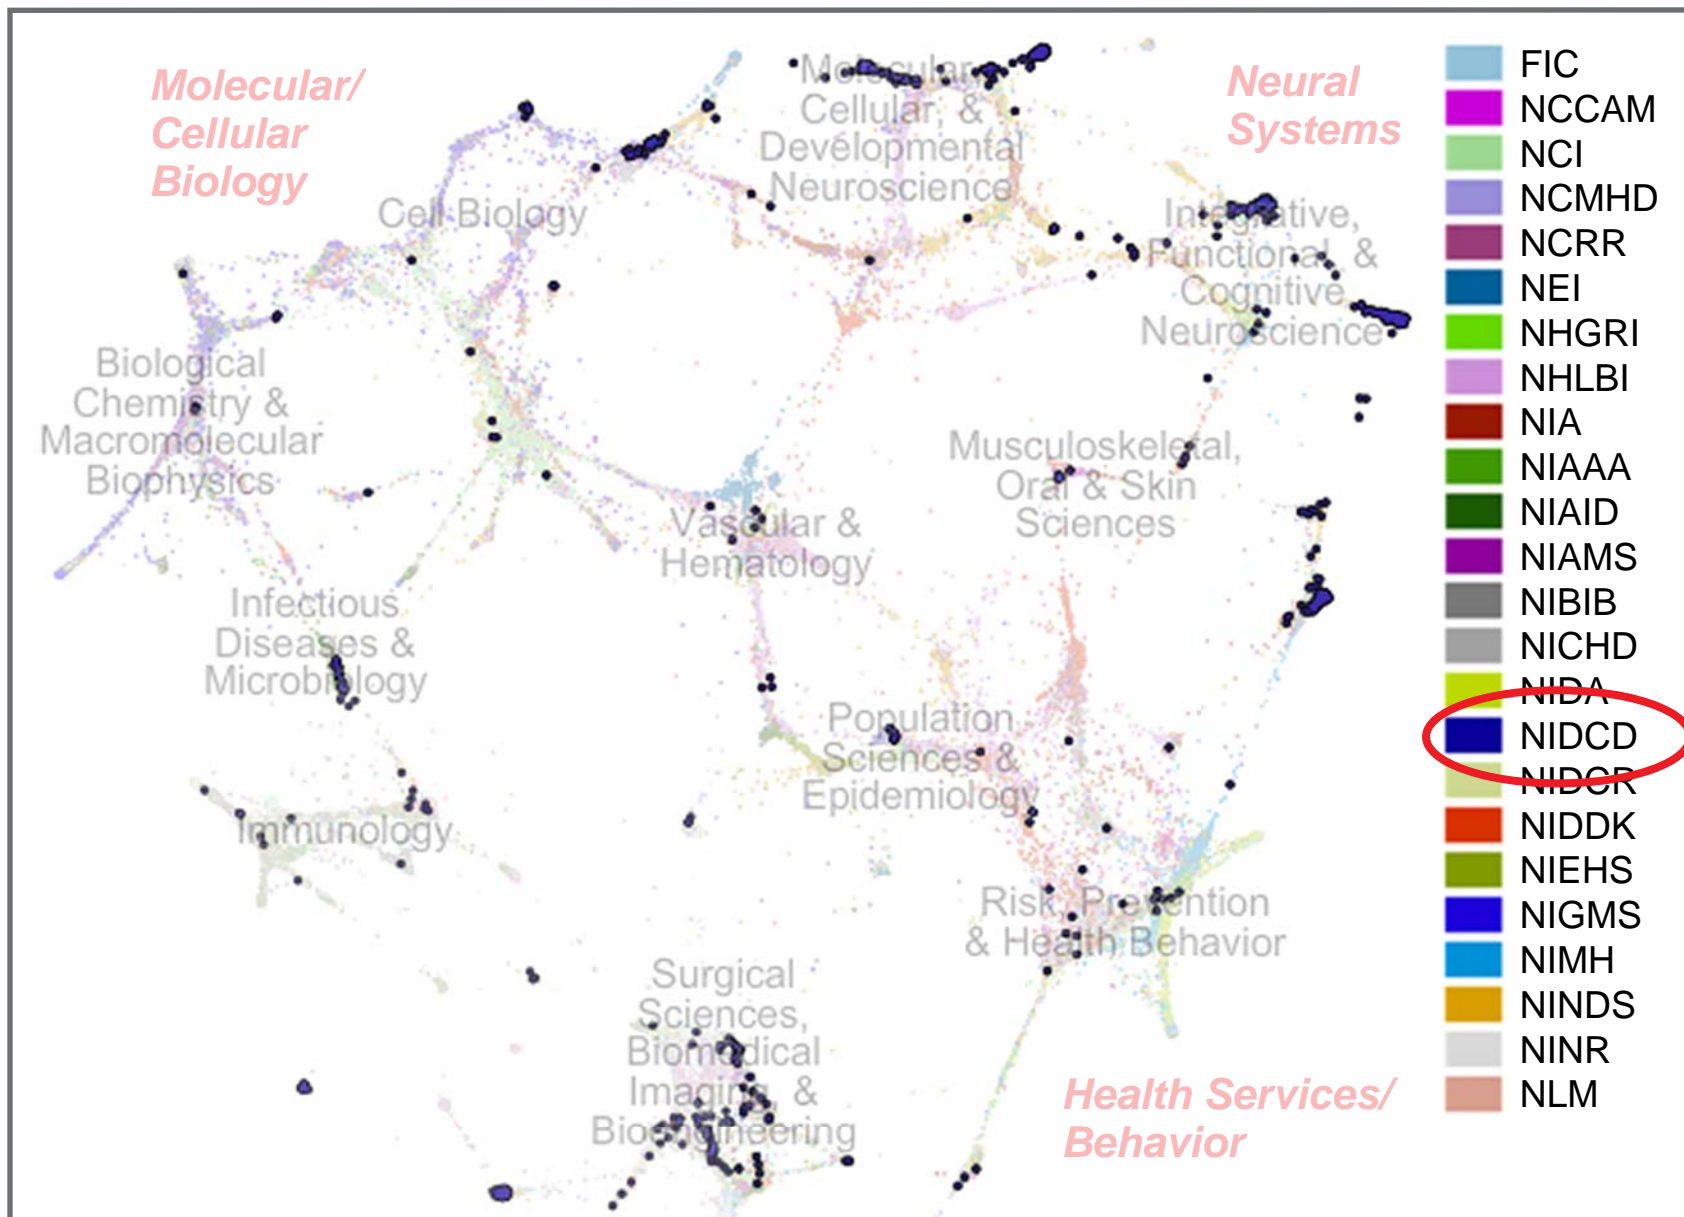 Molecular/
Cellular
Biology
Molecular,
Cellular, &
Developmental
Neuroscience
Neural
Systems
Cell Biology
Integrative,
Functional, &
Cognitive
Neuroscience
Biological
Chemistry &
Macromolecular
Biophysics
Musculoskeletal,
Oral & Skin
Sciences
Vascular &
Hematology
Infectious
Diseases &
Microbiology
Population
Sciences &
Epidemiology
Immunology
Risk, Prevention
& Health Behavior
Surgical
Sciences,
Biomedical
Imaging, &
Bioengineering
Health Services/
Behavior
FIC
NCCAM
NCI
NCMHD
NCRR
NEI
NHGRI
NHLBI
NIA
NIAAA
NIAID
NIAMS
NIBIB
NICHD
NIDA
NIDCD
NIDCR
NIDDK
NIEHS
NIGMS
NIMH
NINDS
NINR
NLM